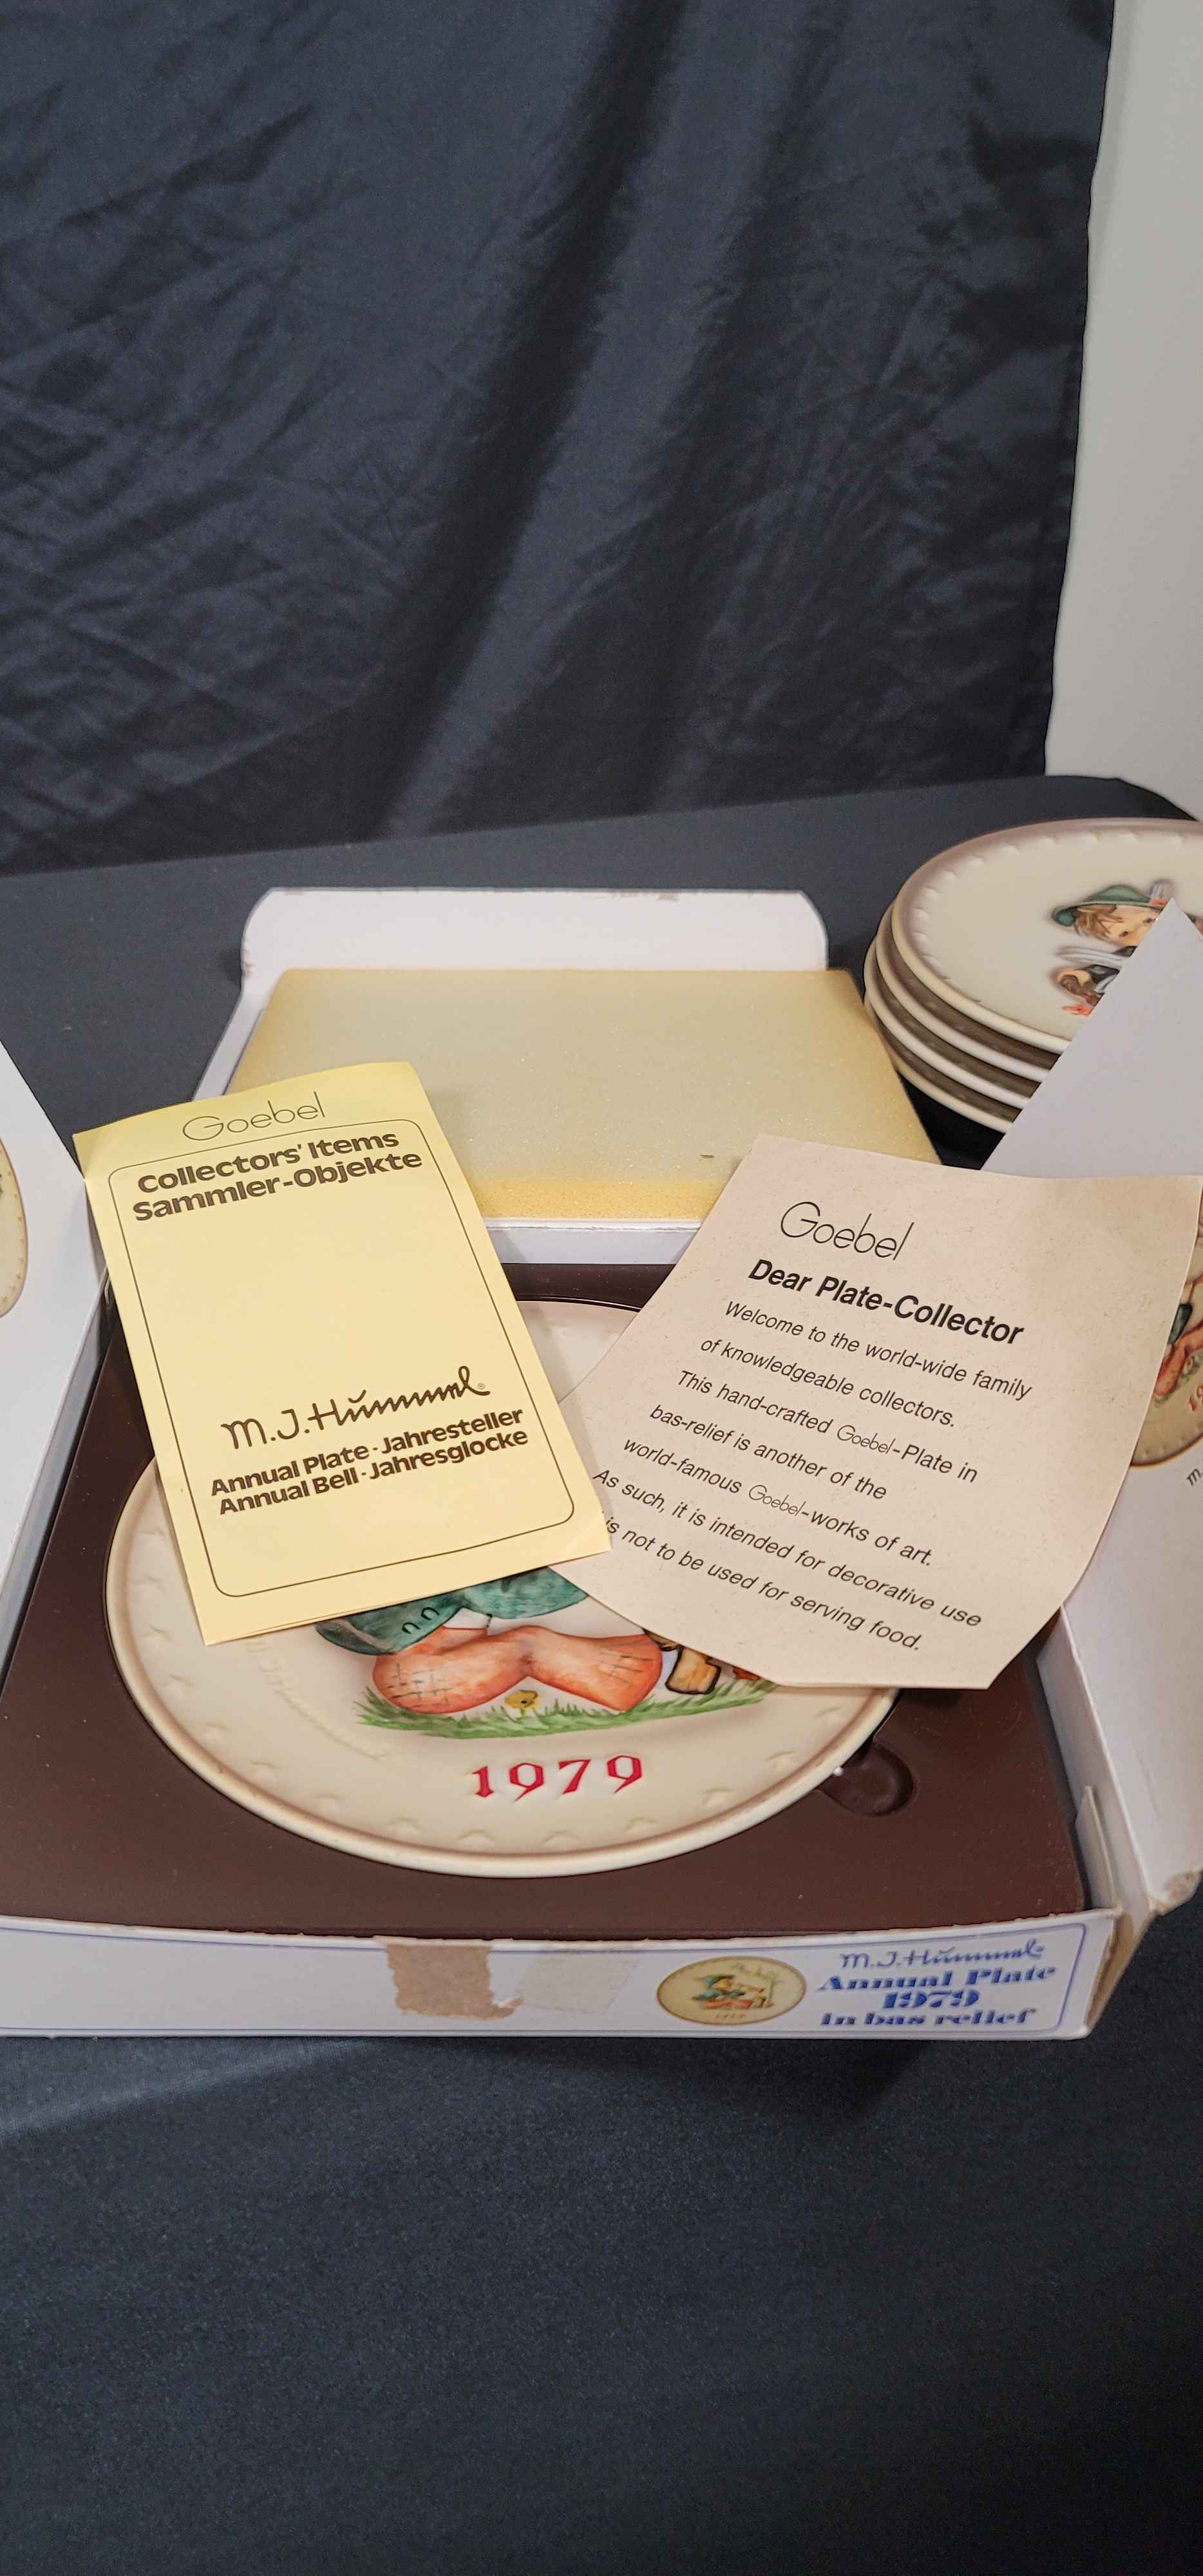 Goebel
Collectors' Items
Sammler-Objekte
M.J.Hümmel®
Annual Plate · Jahresteller
Annual Bell · Jahresglocke
Goebel
Dear Plate-Collector
Welcome to the world-wide family
of knowledgeable collectors.
This hand-crafted Goebel-Plate in
bas-relief is another of the
world-famous Goebel-works of art.
As such, it is intended for decorative use
is not to be used for serving food.
1979
M.J.Hümmel
Annual Plate
1979
in bas relief